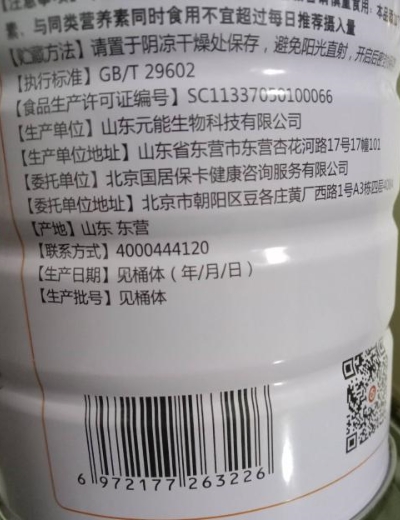 素、与同类营养素同时食用不宜超过每日推荐摄入量
【贮藏方法】请置于阴凉干燥处保存，避免阳光直射，开启后
【执行标准】GB/T 29602
【食品生产许可证编号】SC11337050100066
【生产单位】山东元能生物科技有限公司
【生产单位地址】山东省东营市东营杏花河路17号17幢101
【委托单位】北京国居保卡健康咨询服务有限公司
【委托单位地址】北京市朝阳区豆各庄黄厂西路1号A3栋四层
【产地】山东 东营
【联系方式】4000444120
【生产日期】见桶体（年/月/日）
【生产批号】见桶体
6 972177 263226